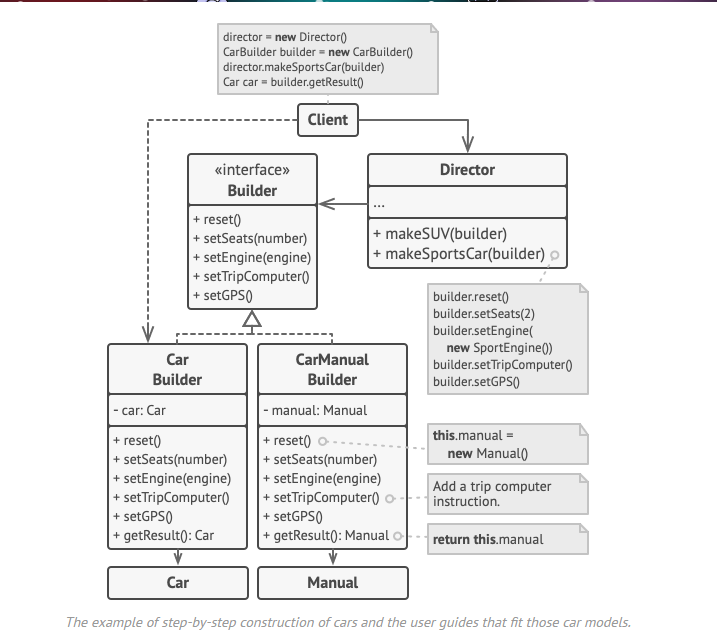 director = new Director()
CarBuilder builder = new CarBuilder()
director.makeSportsCar(builder)
Car car = builder.getResult()
Client
«interface»
Builder
+ reset()
+ setSeats(number)
+ setEngine(engine)
+ setTripComputer()
+ setGPS()
Director
...
+ makeSUV(builder)
+ makeSportsCar(builder)
builder.reset()
builder.setSeats(2)
builder.setEngine(
new SportEngine())
builder.setTripComputer()
builder.setGPS()
Car
Builder
- car: Car
+ reset()
+ setSeats(number)
+ setEngine(engine)
+ setTripComputer()
+ setGPS()
+ getResult(): Car
CarManual
Builder
- manual: Manual
+ reset()
+ setSeats(number)
+ setEngine(engine)
+ setTripComputer()
+ setGPS()
+ getResult(): Manual
this.manual =
new Manual()
Add a trip computer
instruction.
return this.manual
Car
Manual
The example of step-by-step construction of cars and the user guides that fit those car models.